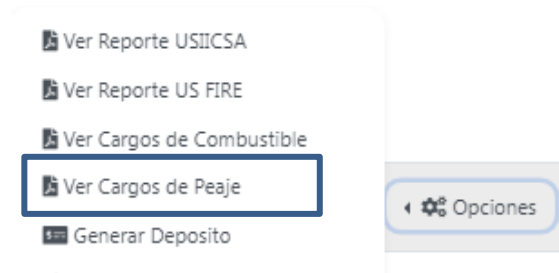 Ver Reporte USIICSA
Ver Reporte US FIRE
Ver Cargos de Combustible
Ver Cargos de Peaje
Opciones
Generar Deposito